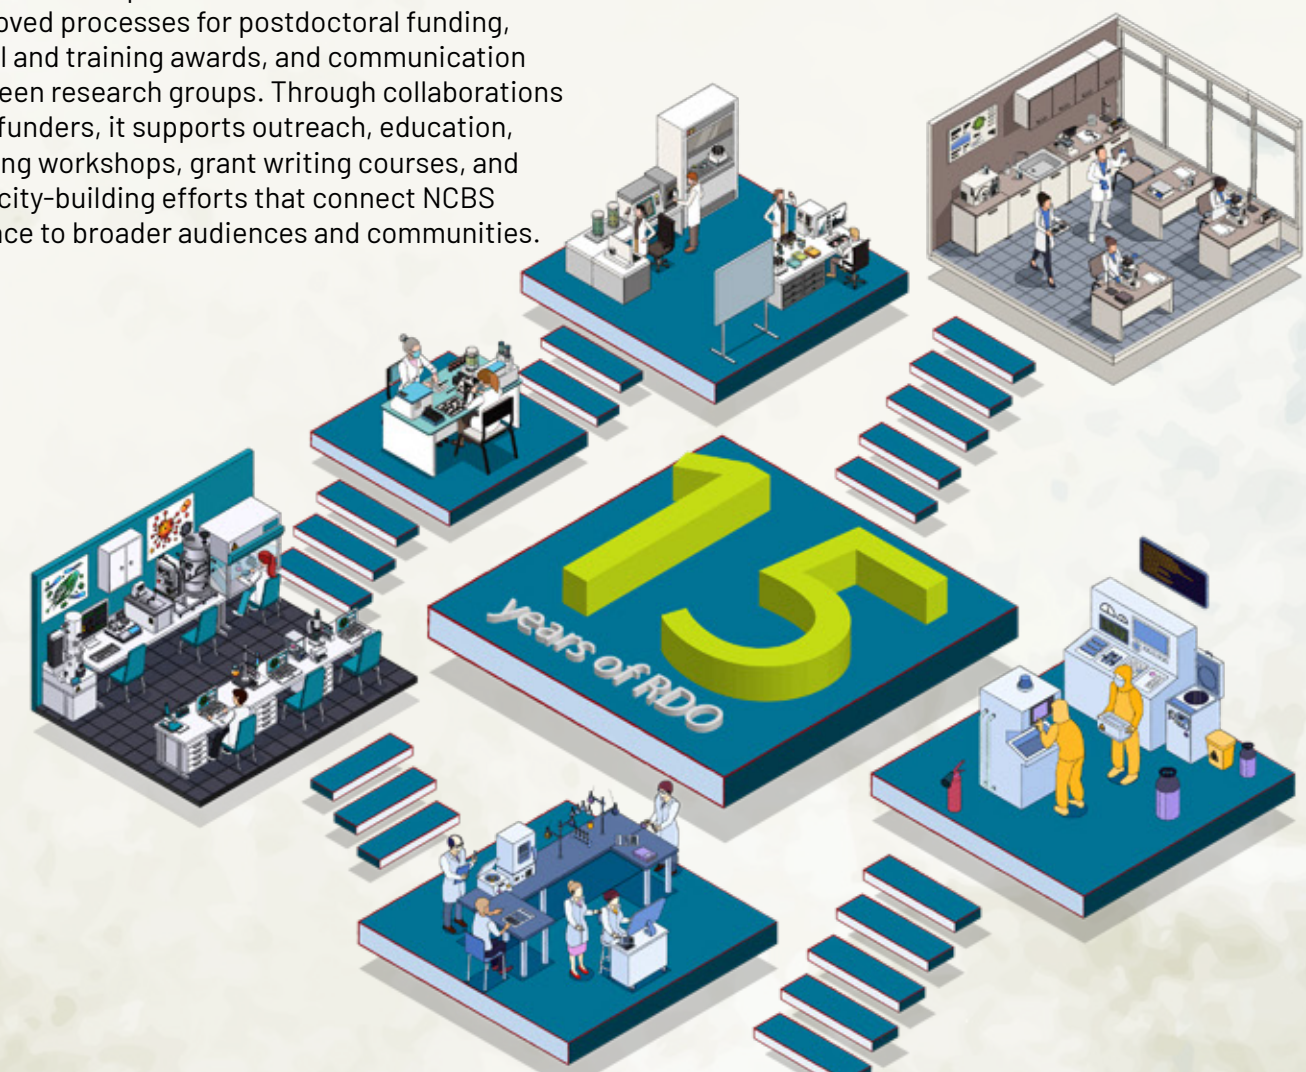 oved processes for postdoctoral funding,
l and training awards, and communication
een research groups. Through collaborations
funders, it supports outreach, education,
ng workshops, grant writing courses, and
city-building efforts that connect NCBS
nce to broader audiences and communities.
15
years of RDO